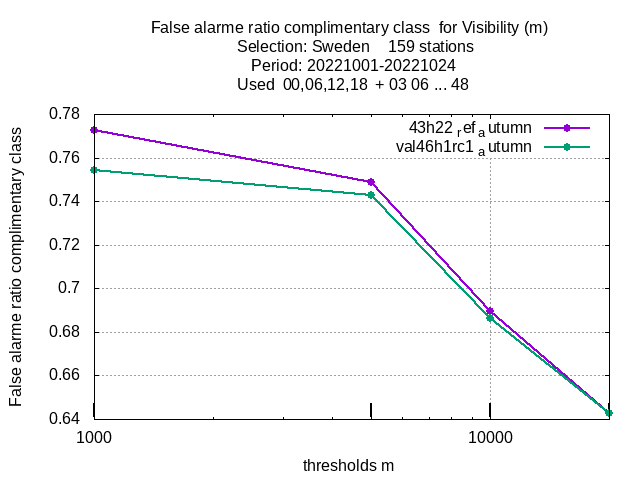 False alarme ratio complimentary class  for Visibility (m)
Selection: Sweden    159 stations
Period: 20221001-20221024
Used  00,06,12,18  + 03 06 ... 48
43h22 ref autumn
val46h1rc1 autumn
False alarme ratio complimentary class
0.78
0.76
0.74
0.72
0.7
0.68
0.66
0.64
1000
10000
thresholds m